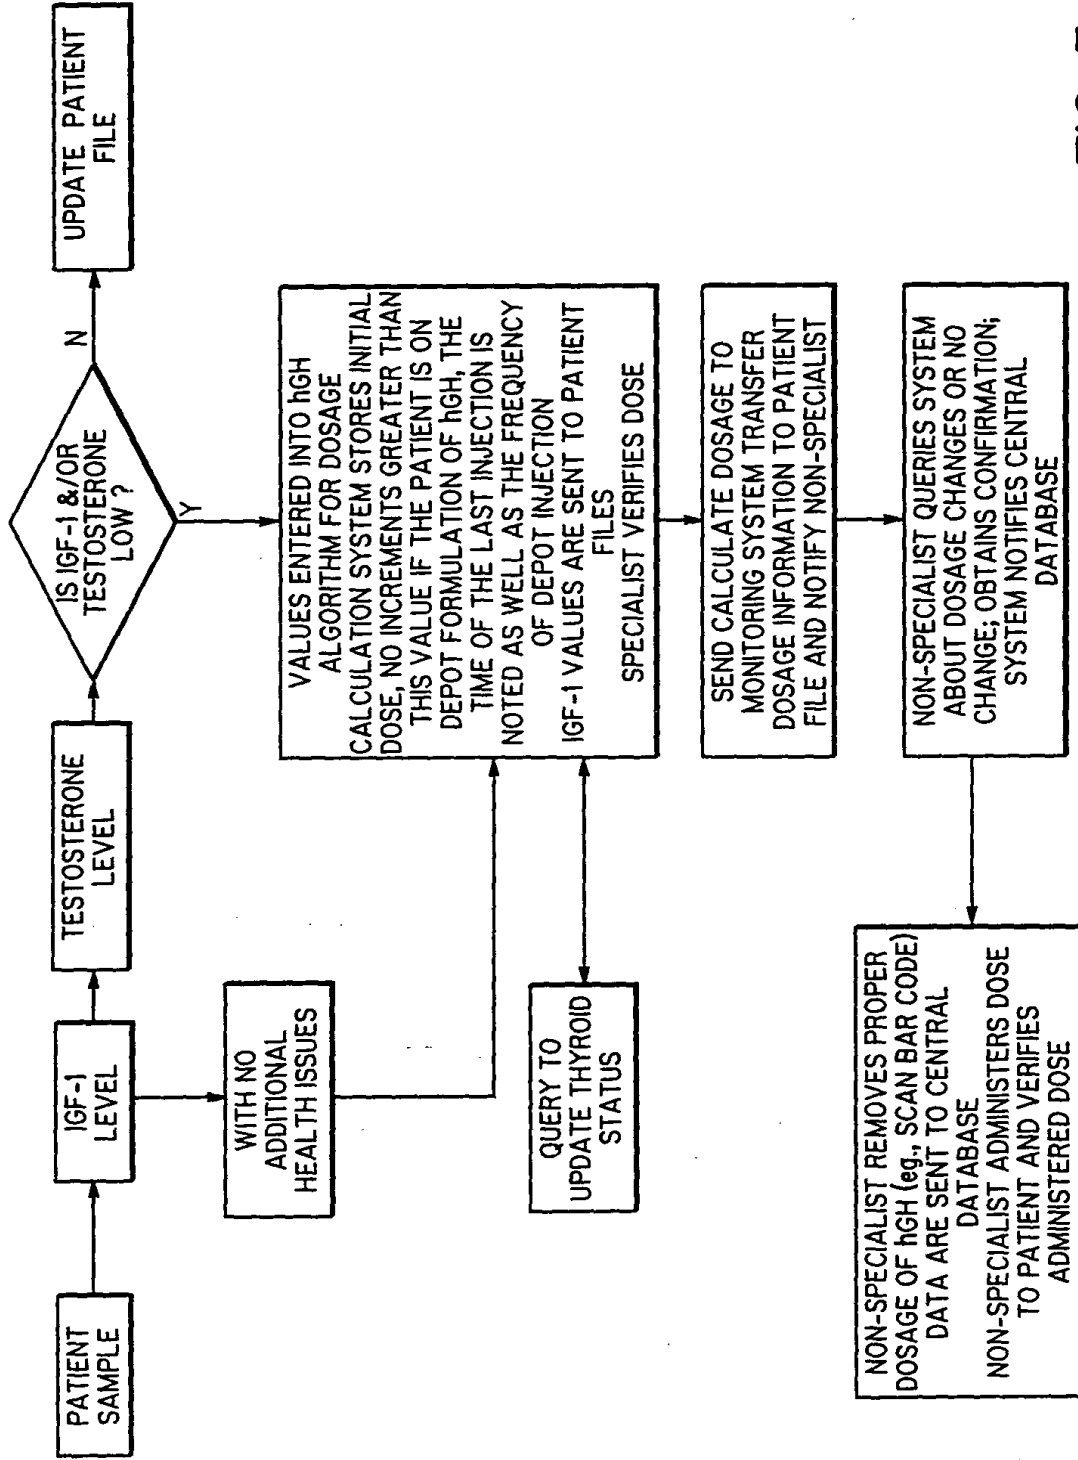 PATIENT
SAMPLE
IGF-1
LEVEL
TESTOSTERONE
LEVEL
IS IGF-1 &/OR
TESTOSTERONE
LOW ?
N
UPDATE PATIENT
FILE
Y
WITH NO
ADDITIONAL
HEALTH ISSUES
VALUES ENTERED INTO hGH
ALGORITHM FOR DOSAGE
CALCULATION SYSTEM STORES INITIAL
DOSE, NO INCREMENTS GREATER THAN
THIS VALUE IF THE PATIENT IS ON
DEPOT FORMULATION OF hGH, THE
TIME OF THE LAST INJECTION IS
NOTED AS WELL AS THE FREQUENCY
OF DEPOT INJECTION
IGF-1 VALUES ARE SENT TO PATIENT
FILES
SPECIALIST VERIFIES DOSE
QUERY TO
UPDATE THYROID
STATUS
SEND CALCULATE DOSAGE TO
MONITORING SYSTEM TRANSFER
DOSAGE INFORMATION TO PATIENT
FILE AND NOTIFY NON-SPECIALIST
NON-SPECIALIST QUERIES SYSTEM
ABOUT DOSAGE CHANGES OR NO
CHANGE; OBTAINS CONFIRMATION;
SYSTEM NOTIFIES CENTRAL
DATABASE
NON-SPECIALIST REMOVES PROPER
DOSAGE OF hGH (eg., SCAN BAR CODE)
DATA ARE SENT TO CENTRAL
DATABASE
NON-SPECIALIST ADMINISTERS DOSE
TO PATIENT AND VERIFIES
ADMINISTERED DOSE